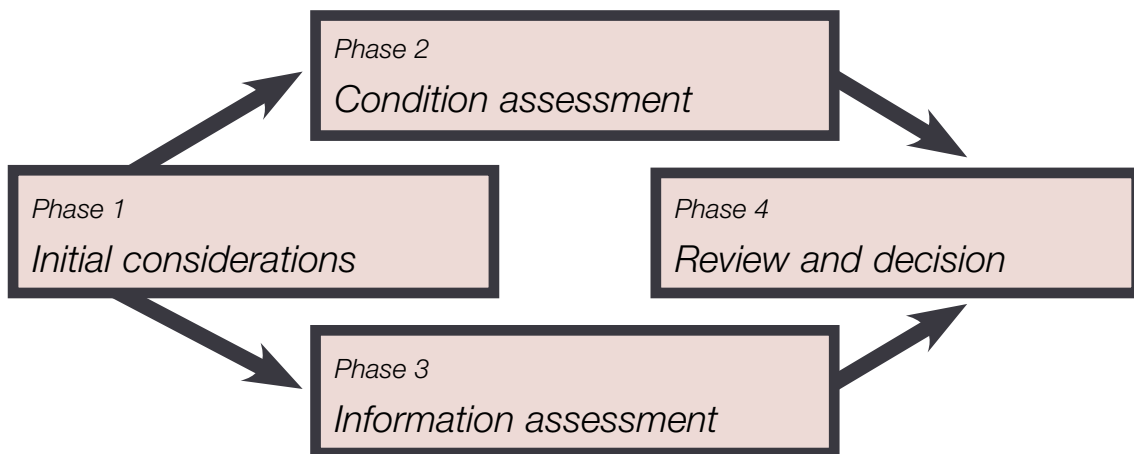 Phase 2
Condition assessment
Phase 1
Initial considerations
Phase 4
Review and decision
Phase 3
Information assessment